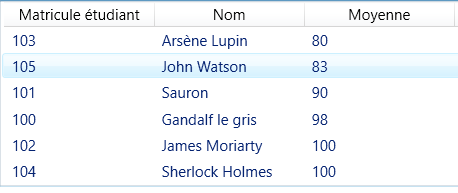 Matricule étudiant Nom Moyenne
103 Arsène Lupin 80
105 John Watson 83
101 Sauron 90
100 Gandalf le gris 98
102 James Moriarty 100
104 Sherlock Holmes 100